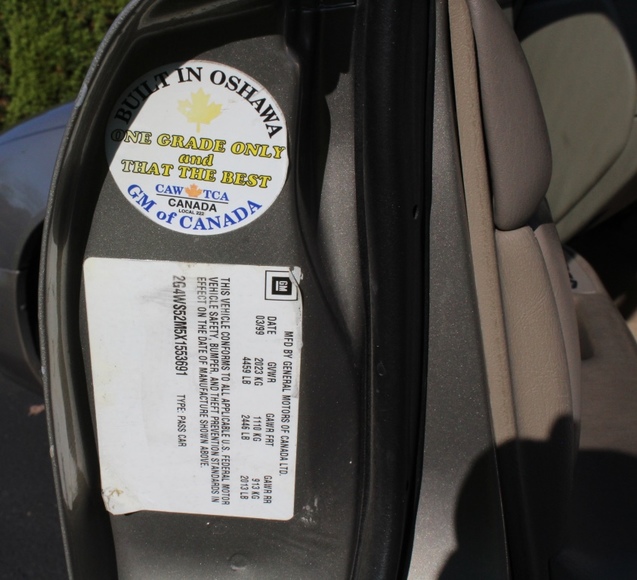 BUILT IN OSHAWA
ONE GRADE ONLY
and
THAT THE BEST
CAW TCA
CANADA
LOCAL 222
GM of CANADA
GM
MFD BY GENERAL MOTORS OF CANADA LTD.
DATE GVWR GAWR FRT GAWR RR
03/99 2023 KG 1110 KG 913 KG
4459 LB 2446 LB 2013 LB
THIS VEHICLE CONFORMS TO ALL APPLICABLE U.S. FEDERAL MOTOR
VEHICLE SAFETY, BUMPER, AND THEFT PREVENTION STANDARDS IN
EFFECT ON THE DATE OF MANUFACTURE SHOWN ABOVE.
2G4WS52M5X1553691 TYPE: PASS CAR